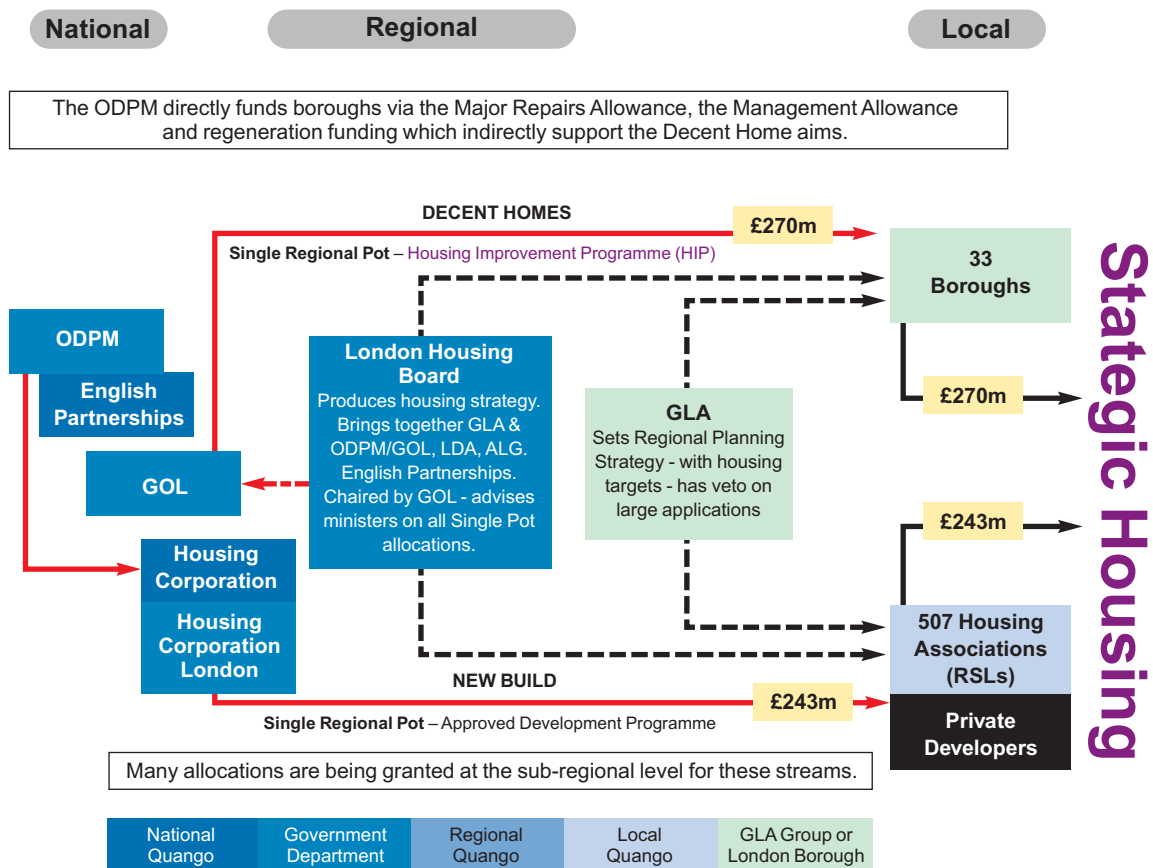 National
Regional
Local
The ODPM directly funds boroughs via the Major Repairs Allowance, the Management Allowance
and regeneration funding which indirectly support the Decent Home aims.
DECENT HOMES
£270m
Single Regional Pot – Housing Improvement Programme (HIP)
33
Boroughs
ODPM
English
Partnerships
GOL
London Housing
Board
Produces housing strategy.
Brings together GLA &
ODPM/GOL, LDA, ALG.
English Partnerships.
Chaired by GOL - advises
ministers on all Single Pot
allocations.
GLA
Sets Regional Planning
Strategy - with housing
targets - has veto on
large applications
£270m
£243m
Housing
Corporation
Housing
Corporation
London
507 Housing
Associations
(RSLs)
Private
Developers
NEW BUILD
£243m
Single Regional Pot – Approved Development Programme
Stategic Housing
Many allocations are being granted at the sub-regional level for these streams.
National
Quango
Government
Department
Regional
Quango
Local
Quango
GLA Group or
London Borough